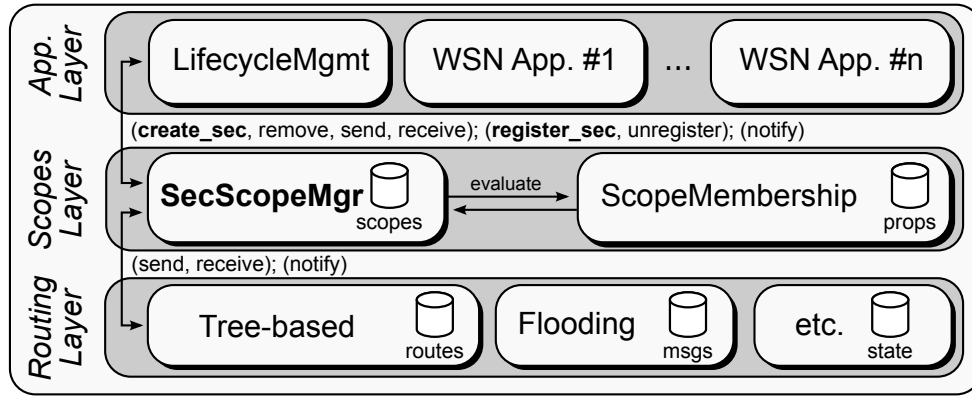 App.
Layer
LifecycleMgmt
WSN App. #1
...
WSN App. #n
(create_sec, remove, send, receive); (register_sec, unregister); (notify)
Scopes
Layer
SecScopeMgr
scopes
evaluate
ScopeMembership
props
(send, receive); (notify)
Routing
Layer
Tree-based
routes
Flooding
msgs
etc.
state